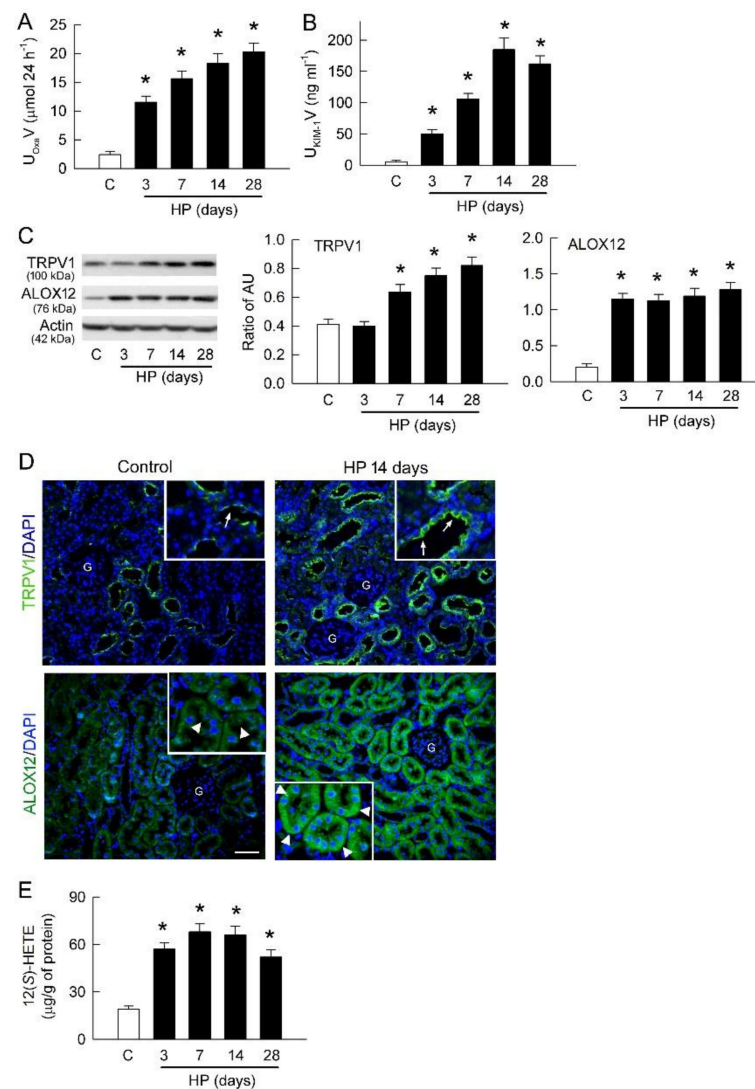 A
U_Oxa V (μmol 24 h⁻¹)
25
20
15
10
5
0
*
*
*
*
C 3 7 14 28
HP (days)
B
U_KIM-1 V (ng ml⁻¹)
200
150
100
50
0
*
*
*
*
C 3 7 14 28
HP (days)
C
TRPV1
(100 kDa)
ALOX12
(76 kDa)
Actin
(42 kDa)
C 3 7 14 28
HP (days)
TRPV1
Ratio of AU
1.0
0.8
0.6
0.4
0.2
0.0
*
*
*
C 3 7 14 28
HP (days)
ALOX12
2.0
1.5
1.0
0.5
0.0
*
*
*
*
C 3 7 14 28
HP (days)
D
Control
HP 14 days
TRPV1/DAPI
G
G
G
ALOX12/DAPI
G
G
E
12(S)-HETE
(μg/g of protein)
90
60
30
0
*
*
*
*
C 3 7 14 28
HP (days)